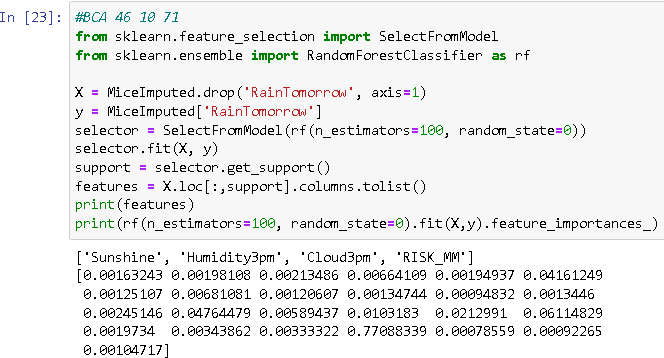 In [23]: #BCA 46 10 71
from sklearn.feature_selection import SelectFromModel
from sklearn.ensemble import RandomForestClassifier as rf
X = MiceImputed.drop('RainTomorrow', axis=1)
y = MiceImputed['RainTomorrow']
selector = SelectFromModel(rf(n_estimators=100, random_state=0))
selector.fit(X, y)
support = selector.get_support()
features = X.loc[:,support].columns.tolist()
print(features)
print(rf(n_estimators=100, random_state=0).fit(X,y).feature_importances_)
['Sunshine', 'Humidity3pm', 'Cloud3pm', 'RISK_MM']
[0.00163243 0.00198108 0.00213486 0.00664109 0.00194937 0.04161249
0.00125107 0.00681081 0.00120607 0.00134744 0.00094832 0.0013446
0.00245146 0.04764479 0.00589437 0.0103183 0.0212991 0.06114829
0.0019734 0.00343862 0.00333322 0.77088339 0.00078559 0.00092265
0.00104717]